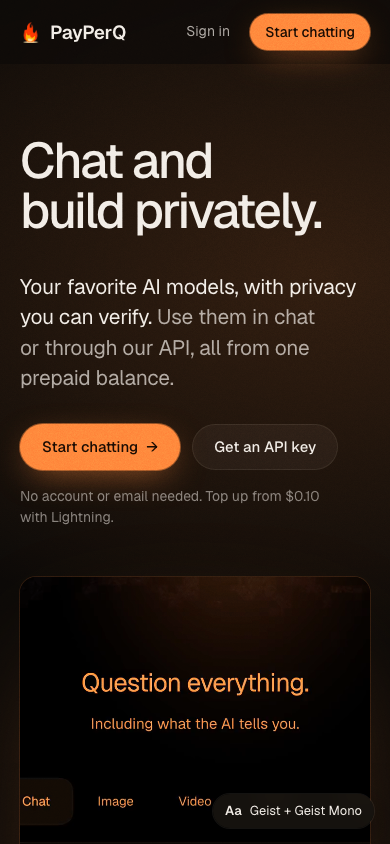 PayPerQ
Sign in
Start chatting
Chat and
build privately.
Your favorite AI models, with privacy
you can verify. Use them in chat
or through our API, all from one
prepaid balance.
Start chatting →
Get an API key
No account or email needed. Top up from $0.10
with Lightning.
Question everything.
Including what the AI tells you.
Chat
Image
Video
Aa Geist + Geist Mono